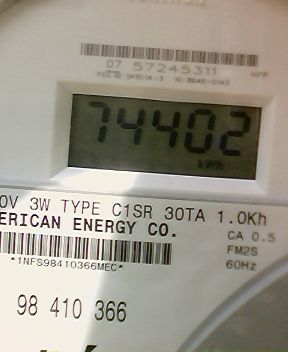 07 57245311
74402
kWh
0V 3W TYPE C1SR 30TA 1.0Kh
ERICAN ENERGY CO.
CA 0.5
FM2S
60Hz
*1NFS98410366MEC*
98 410 366